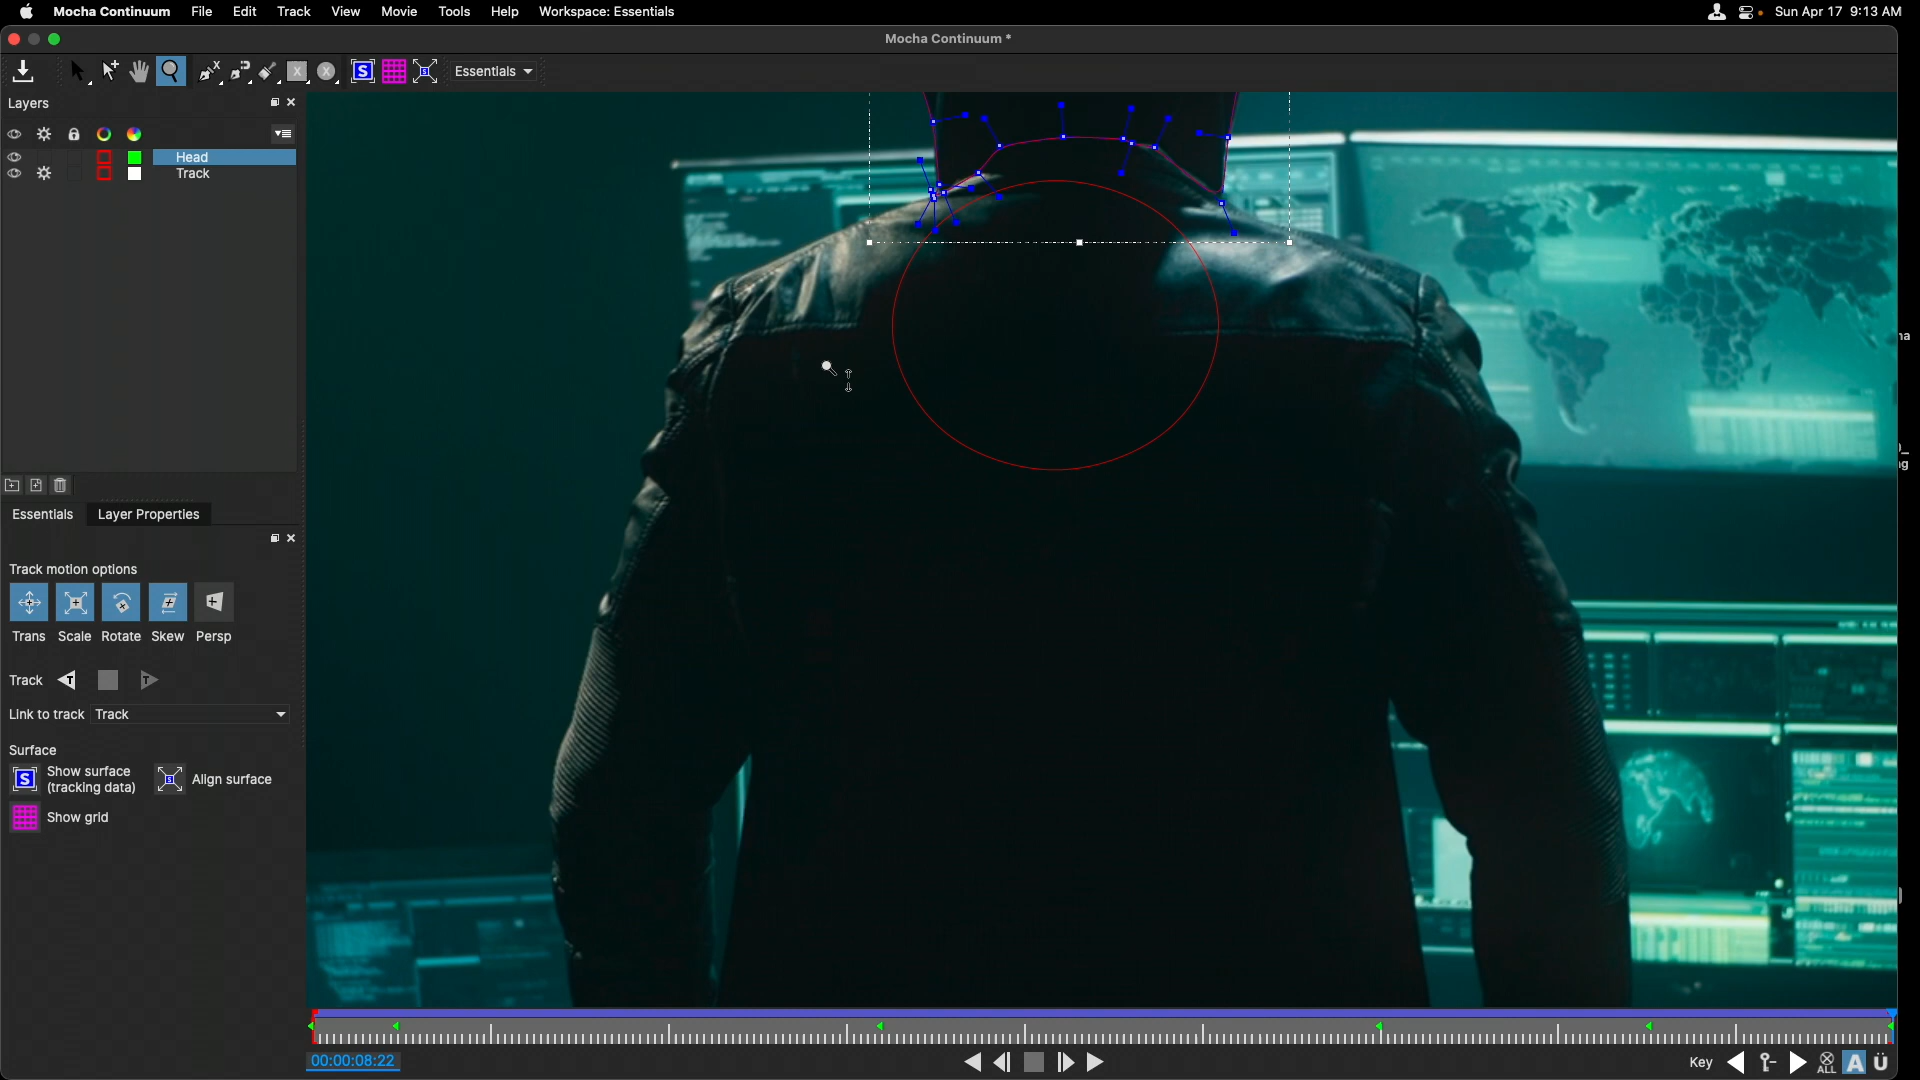 Mocha Continuum File Edit Track View Movie Tools Help Workspace: Essentials Sun Apr 17 9:13 AM
Mocha Continuum *
S S Essentials
Layers
Head
Track
Essentials Layer Properties
Track motion options
Trans Scale Rotate Skew Persp
Track T T
Link to track Track
Surface
S Show surface
(tracking data)
S Align surface
Show grid
00:00:08:22
Key ALL A Ü